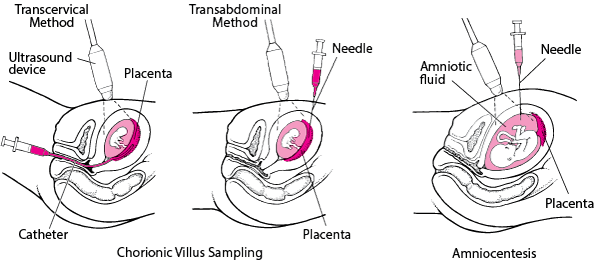 Transcervical
Method
Ultrasound
device
Placenta
Catheter
Transabdominal
Method
Needle
Placenta
Chorionic Villus Sampling
Amniotic
fluid
Needle
Placenta
Amniocentesis